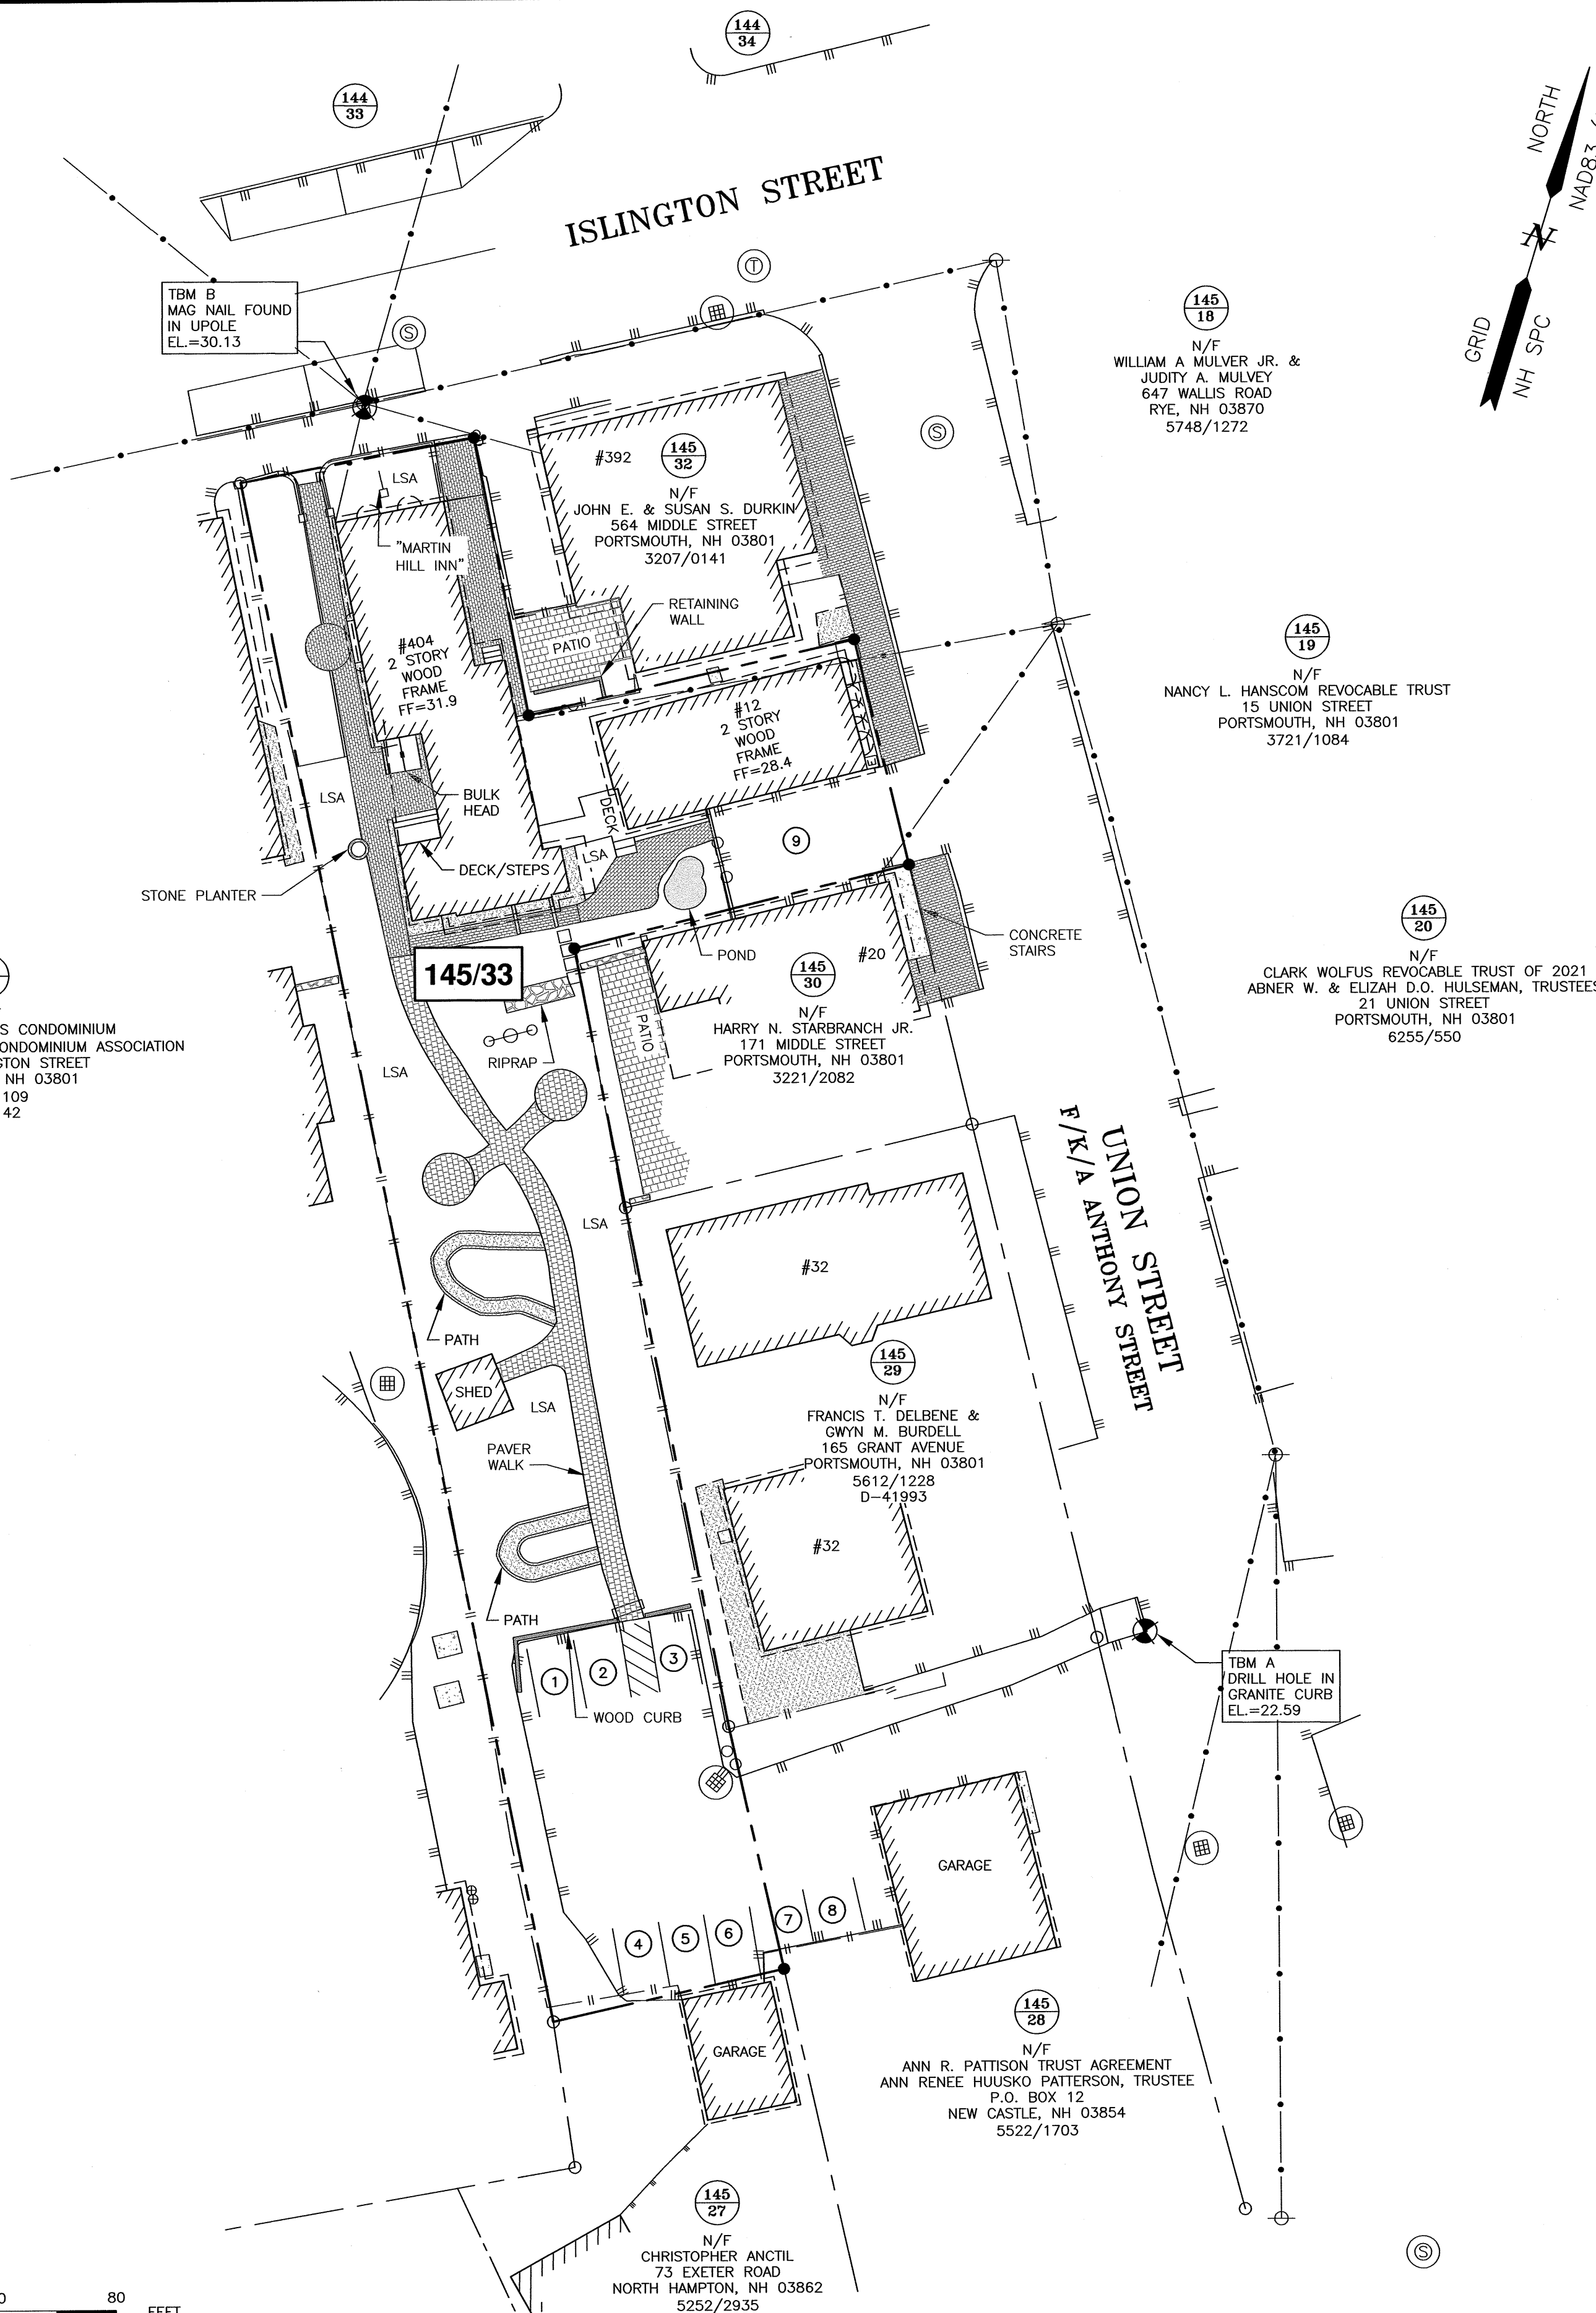 144
34
144
33
ISLINGTON STREET
NORTH
GRID
NH SPC
N
TBM B
MAG NAIL FOUND
IN UPOLE
EL.=30.13
S
T
145
18
N/F
WILLIAM A MULVER JR. &
JUDITY A. MULVEY
647 WALLIS ROAD
RYE, NH 03870
5748/1272
S
#392
145
32
N/F
JOHN E. & SUSAN S. DURKIN
564 MIDDLE STREET
PORTSMOUTH, NH 03801
3207/0141
LSA
"MARTIN
HILL INN"
RETAINING
WALL
PATIO
#404
2 STORY
WOOD
FRAME
FF=31.9
145
19
N/F
NANCY L. HANSCOM REVOCABLE TRUST
15 UNION STREET
PORTSMOUTH, NH 03801
3721/1084
#12
2 STORY
WOOD
FRAME
FF=28.4
LSA
BULK
HEAD
DECK
9
LSA
DECK/STEPS
STONE PLANTER
145/33
POND
#20
CONCRETE
STAIRS
145
20
N/F
CLARK WOLFUS REVOCABLE TRUST OF 2021
ABNER W. & ELIZAH D.O. HULSEMAN, TRUSTEES
21 UNION STREET
PORTSMOUTH, NH 03801
6255/550
145
30
N/F
HARRY N. STARBRANCH JR.
171 MIDDLE STREET
PORTSMOUTH, NH 03801
3221/2082
PATIO
S CONDOMINIUM
ONDOMINIUM ASSOCIATION
GTON STREET
NH 03801
109
42
LSA
RIPRAP
UNION STREET
F/K/A ANTHONY STREET
LSA
#32
PATH
SHED
LSA
PAVER
WALK
145
29
N/F
FRANCIS T. DELBENE &
GWYN M. BURDELL
165 GRANT AVENUE
PORTSMOUTH, NH 03801
5612/1228
D-41993
#32
PATH
1
2
3
WOOD CURB
TBM A
DRILL HOLE IN
GRANITE CURB
EL.=22.59
GARAGE
4
5
6
7
8
GARAGE
145
28
N/F
ANN R. PATTISON TRUST AGREEMENT
ANN RENEE HUUSKO PATTERSON, TRUSTEE
P.O. BOX 12
NEW CASTLE, NH 03854
5522/1703
145
27
N/F
CHRISTOPHER ANCTIL
73 EXETER ROAD
NORTH HAMPTON, NH 03862
5252/2935
S
80